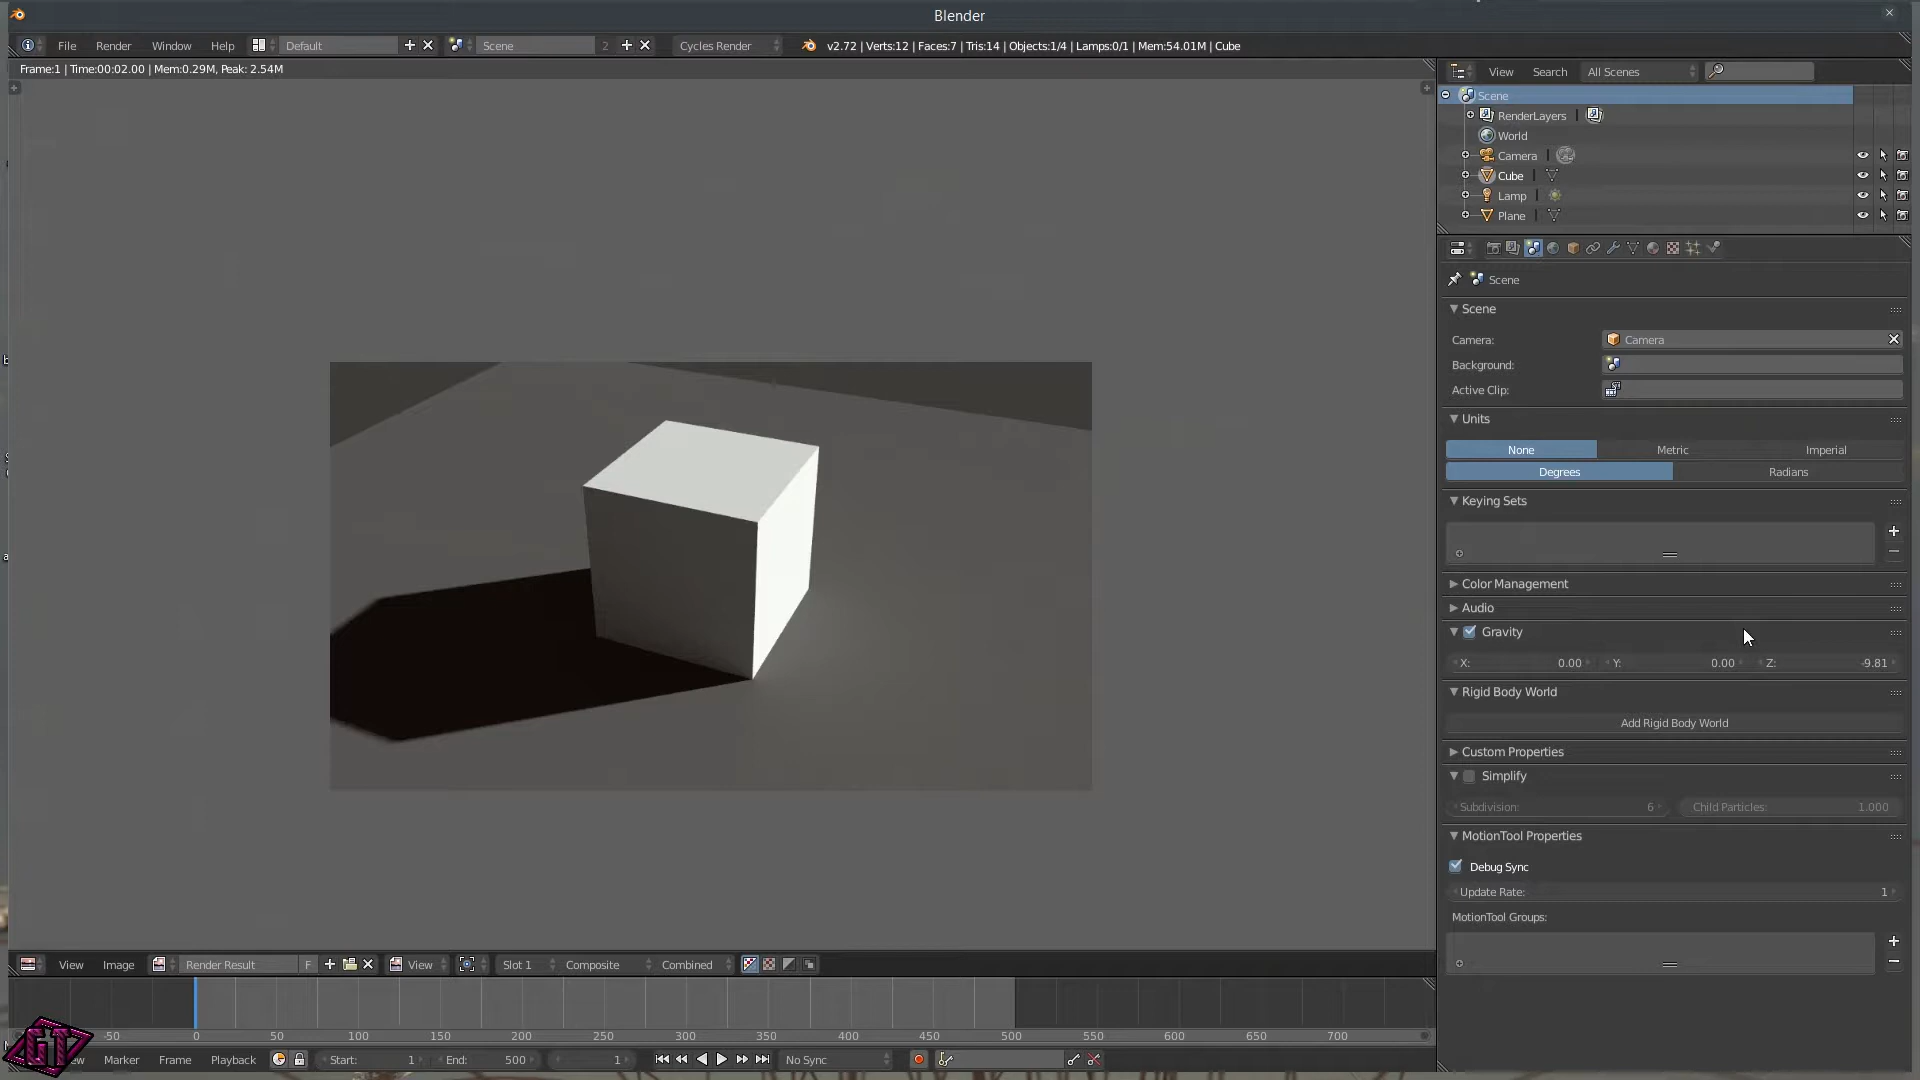 Blender
File Render Window Help Default Scene 2 Cycles Render v2.72 | Verts:12 | Faces:7 | Tris:14 | Objects:1/4 | Lamps:0/1 | Mem:54.01M | Cube
Frame:1 | Time:00:02.00 | Mem:0.29M, Peak: 2.54M
View Search All Scenes
Scene
RenderLayers
World
Camera
Cube
Lamp
Plane
Scene
Scene
Camera: Camera
Background:
Active Clip:
Units
None Metric Imperial
Degrees Radians
Keying Sets
Color Management
Audio
Gravity
X: 0.00 Y: 0.00 Z: -9.81
Rigid Body World
Add Rigid Body World
Custom Properties
Simplify
Subdivision: 6 Child Particles: 1.000
MotionTool Properties
Debug Sync
Update Rate: 1
MotionTool Groups:
View Image Render Result F View Slot 1 Composite Combined
-50 0 50 100 150 200 250 300 350 400 450 500 550 600 650 700
Marker Frame Playback Start: 1 End: 500 1 No Sync
GT